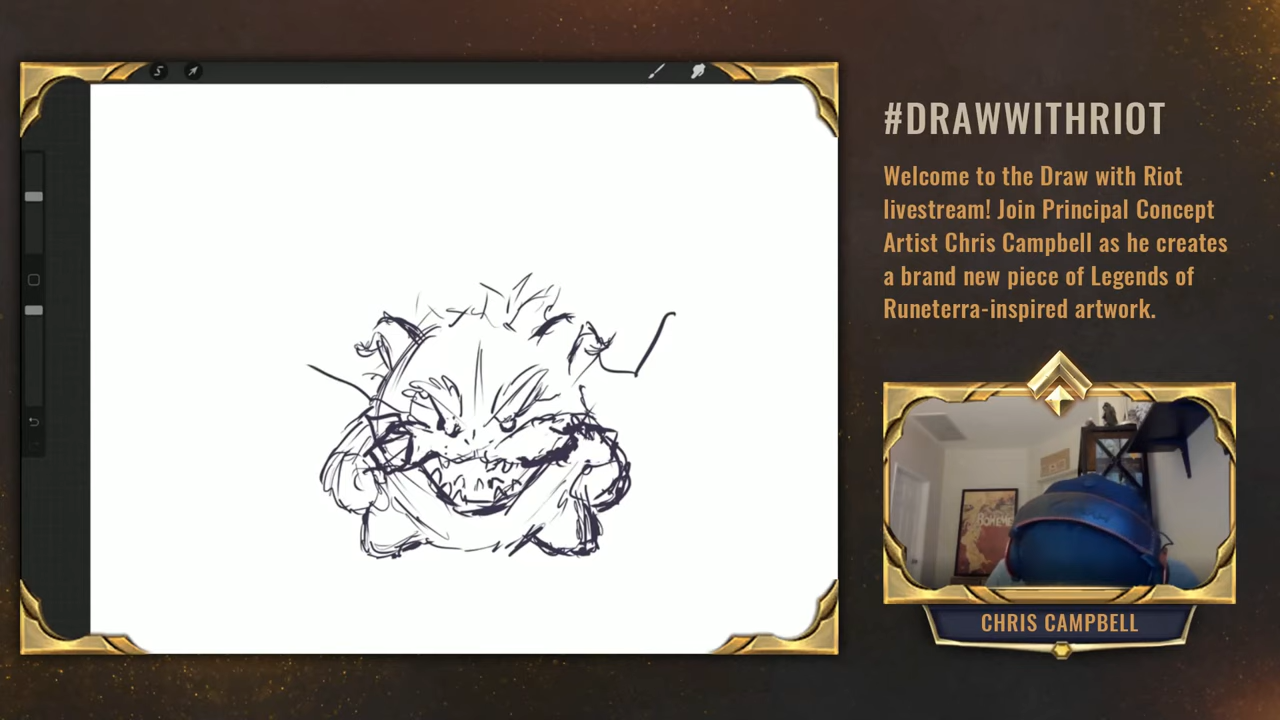 #DRAWWITHRIOT
Welcome to the Draw with Riot
livestream! Join Principal Concept
Artist Chris Campbell as he creates
a brand new piece of Legends of
Runeterra-inspired artwork.
BOHEME
CHRIS CAMPBELL